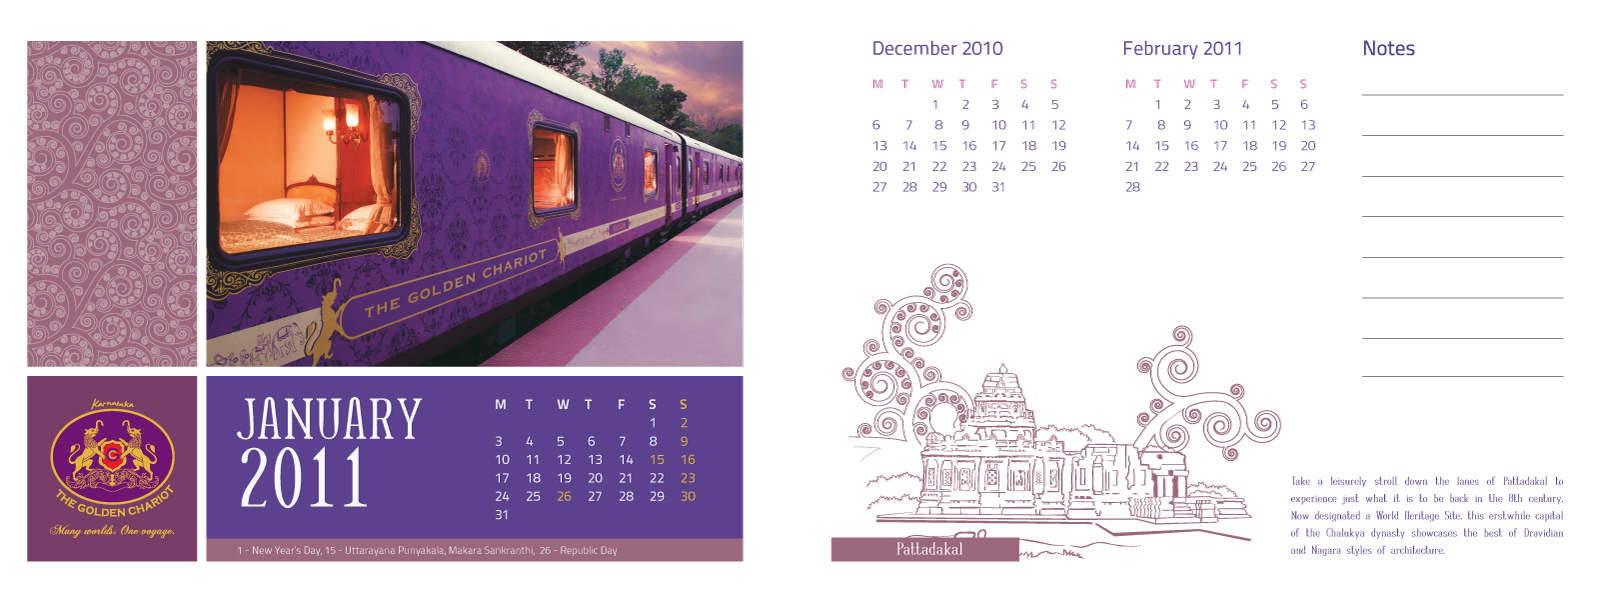 THE GOLDEN CHARIOT
Karnataka
THE GOLDEN CHARIOT
Many worlds. One voyage.
JANUARY
2011
M T W T F S S
1 2
3 4 5 6 7 8 9
10 11 12 13 14 15 16
17 18 19 20 21 22 23
24 25 26 27 28 29 30
31
1 - New Year's Day, 15 - Uttarayana Punyakala, Makara Sankranthi, 26 - Republic Day
December 2010
M T W T F S S
1 2 3 4 5
6 7 8 9 10 11 12
13 14 15 16 17 18 19
20 21 22 23 24 25 26
27 28 29 30 31
February 2011
M T W T F S S
1 2 3 4 5 6
7 8 9 10 11 12 13
14 15 16 17 18 19 20
21 22 23 24 25 26 27
28
Notes
Pattadakal
Take a leisurely stroll down the lanes of Pattadakal to
experience just what it is to be back in the 8th century.
Now designated a World Heritage Site, this erstwhile capital
of the Chalukya dynasty showcases the best of Dravidian
and Nagara styles of architecture.